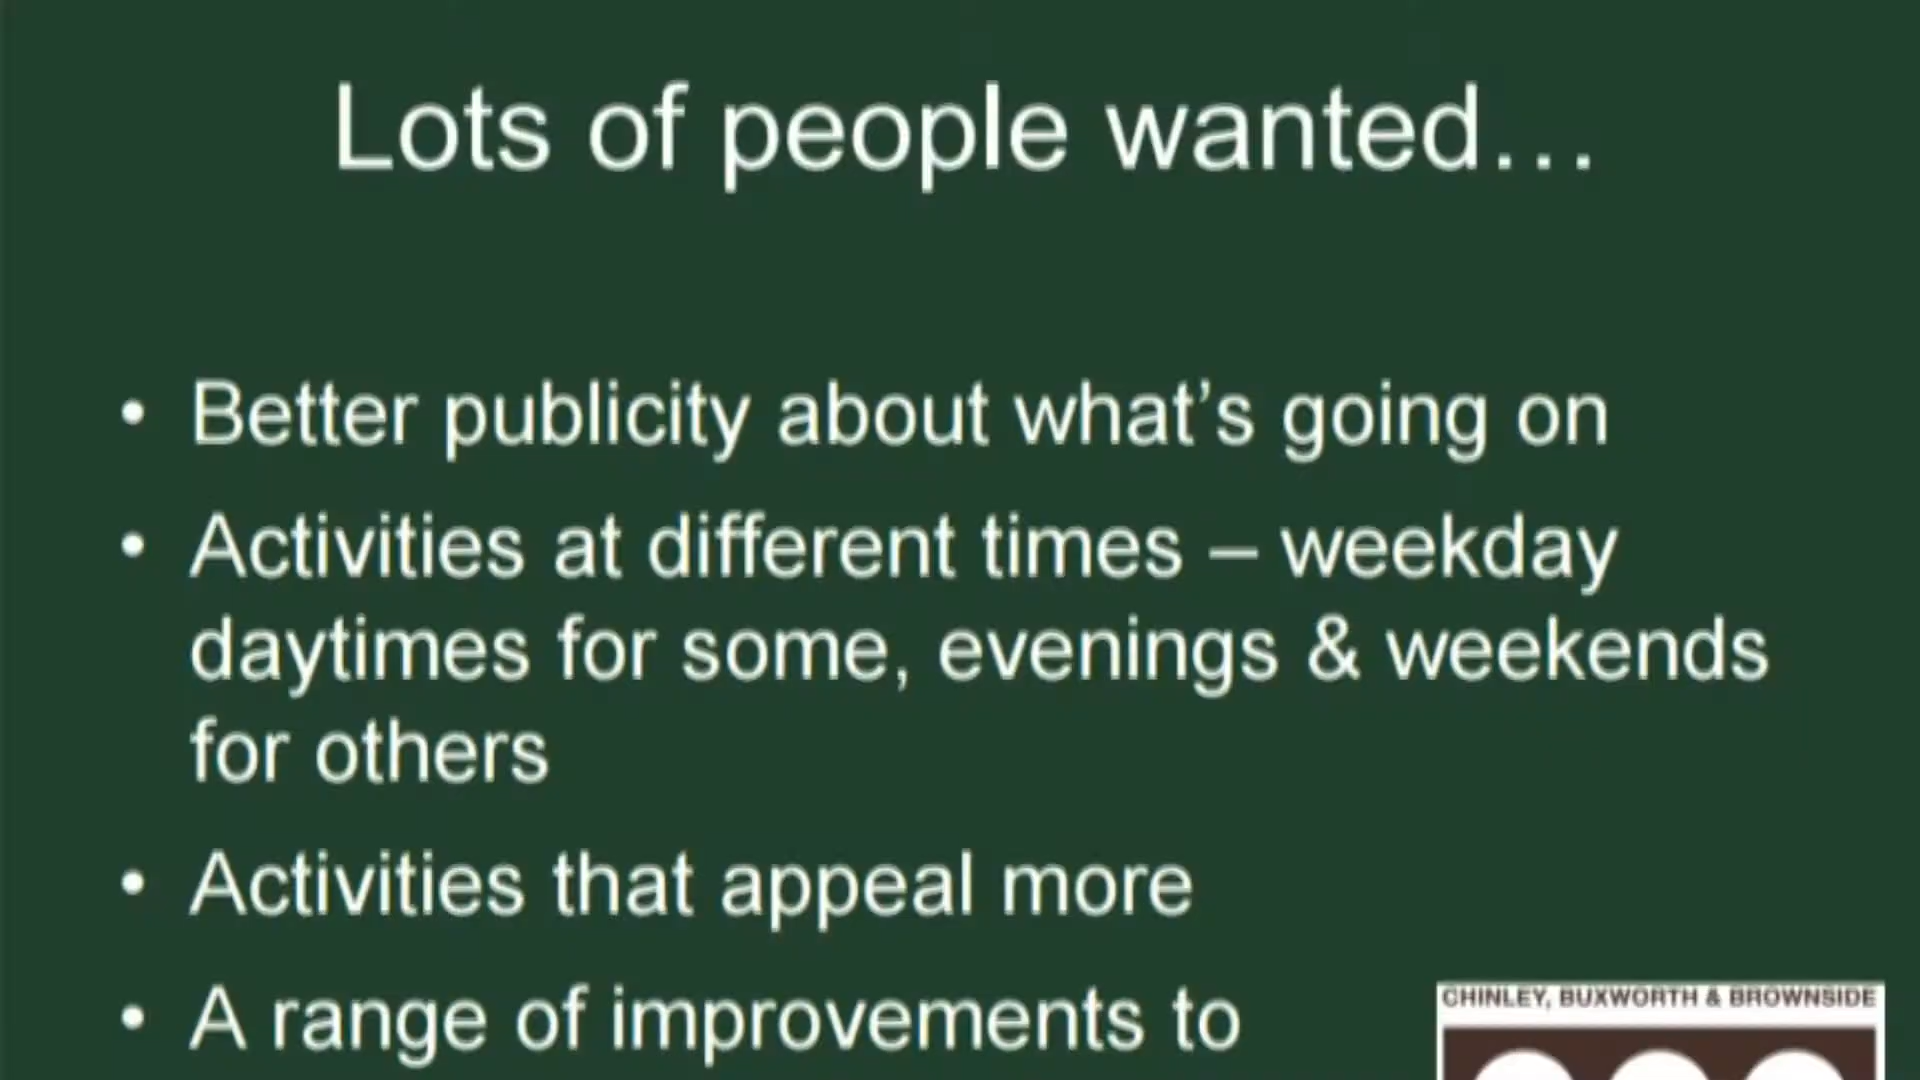 Lots of people wanted...
• Better publicity about what's going on
• Activities at different times – weekday
daytimes for some, evenings & weekends
for others
• Activities that appeal more
• A range of improvements to
CHINLEY, BUXWORTH & BROWNSIDE